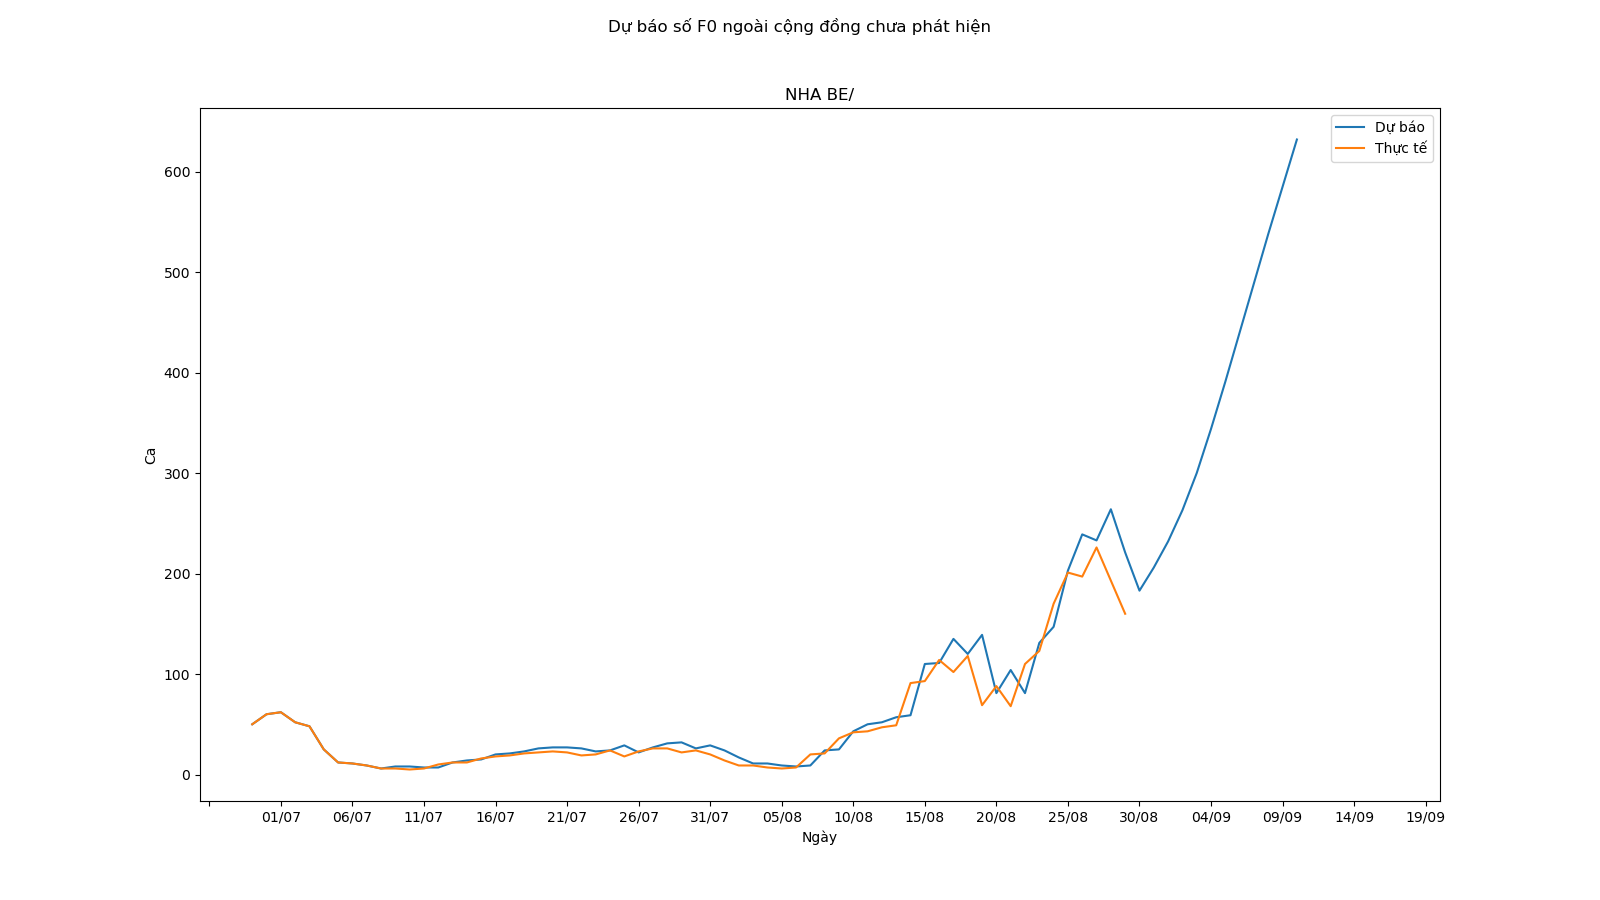 Dự báo số F0 ngoài cộng đồng chưa phát hiện
NHA BE/
Dự báo
Thực tế
600
500
400
300
200
100
0
Ca
01/07 06/07 11/07 16/07 21/07 26/07 31/07 05/08 10/08 15/08 20/08 25/08 30/08 04/09 09/09 14/09 19/09
Ngày